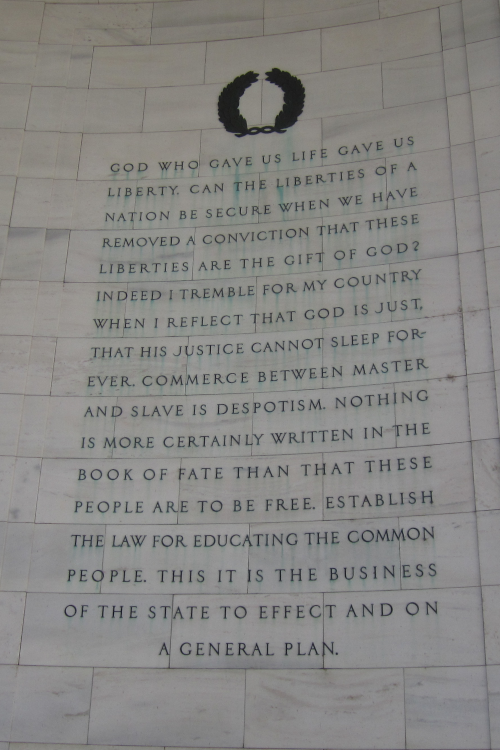 GOD WHO GAVE US LIFE GAVE US
LIBERTY. CAN THE LIBERTIES OF A
NATION BE SECURE WHEN WE HAVE
REMOVED A CONVICTION THAT THESE
LIBERTIES ARE THE GIFT OF GOD?
INDEED I TREMBLE FOR MY COUNTRY
WHEN I REFLECT THAT GOD IS JUST,
THAT HIS JUSTICE CANNOT SLEEP FOR-
EVER. COMMERCE BETWEEN MASTER
AND SLAVE IS DESPOTISM. NOTHING
IS MORE CERTAINLY WRITTEN IN THE
BOOK OF FATE THAN THAT THESE
PEOPLE ARE TO BE FREE. ESTABLISH
THE LAW FOR EDUCATING THE COMMON
PEOPLE. THIS IT IS THE BUSINESS
OF THE STATE TO EFFECT AND ON
A GENERAL PLAN.